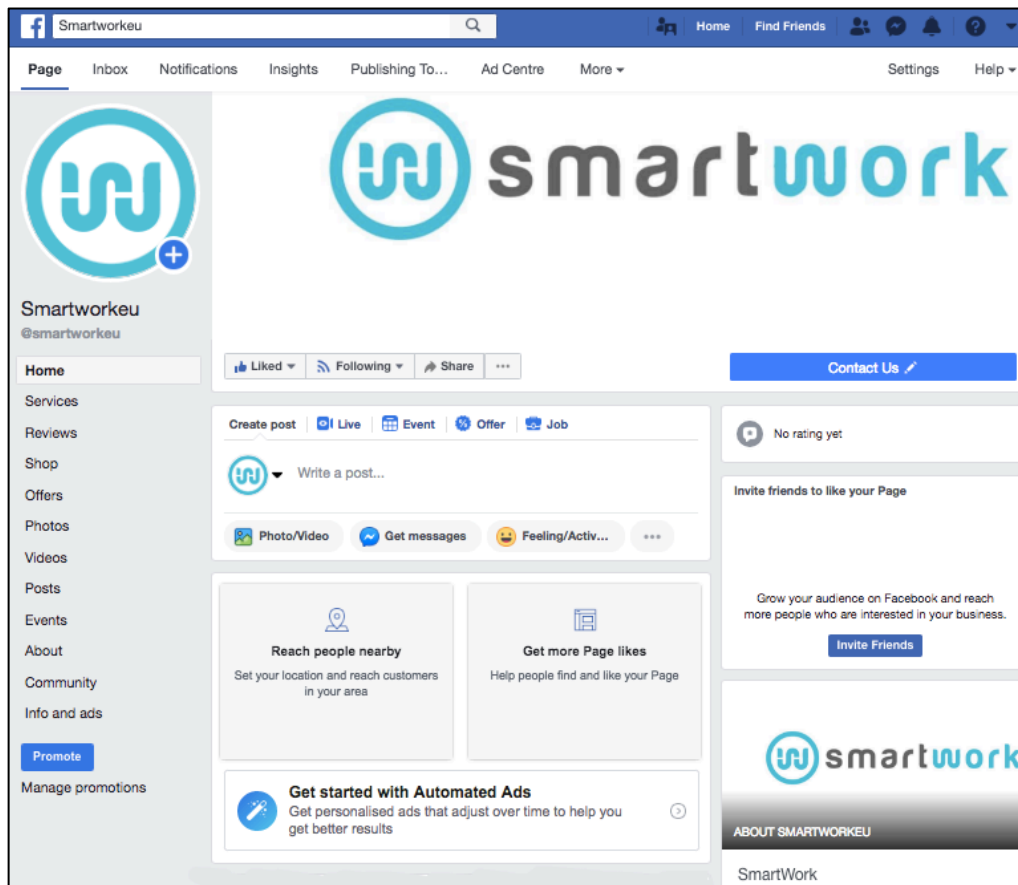 Smartworkeu
Home
Find Friends
Page
Inbox
Notifications
Insights
Publishing To...
Ad Centre
More
Settings
Help
smartwork
Smartworkeu
@smartworkeu
Home
Services
Reviews
Shop
Offers
Photos
Videos
Posts
Events
About
Community
Info and ads
Promote
Manage promotions
Liked
Following
Share
Contact Us
Create post
Live
Event
Offer
Job
Write a post...
Photo/Video
Get messages
Feeling/Activ...
Reach people nearby
Set your location and reach customers
in your area
Get more Page likes
Help people find and like your Page
Get started with Automated Ads
Get personalised ads that adjust over time to help you
get better results
No rating yet
Invite friends to like your Page
Grow your audience on Facebook and reach
more people who are interested in your business.
Invite Friends
smartwork
ABOUT SMARTWORKEU
SmartWork